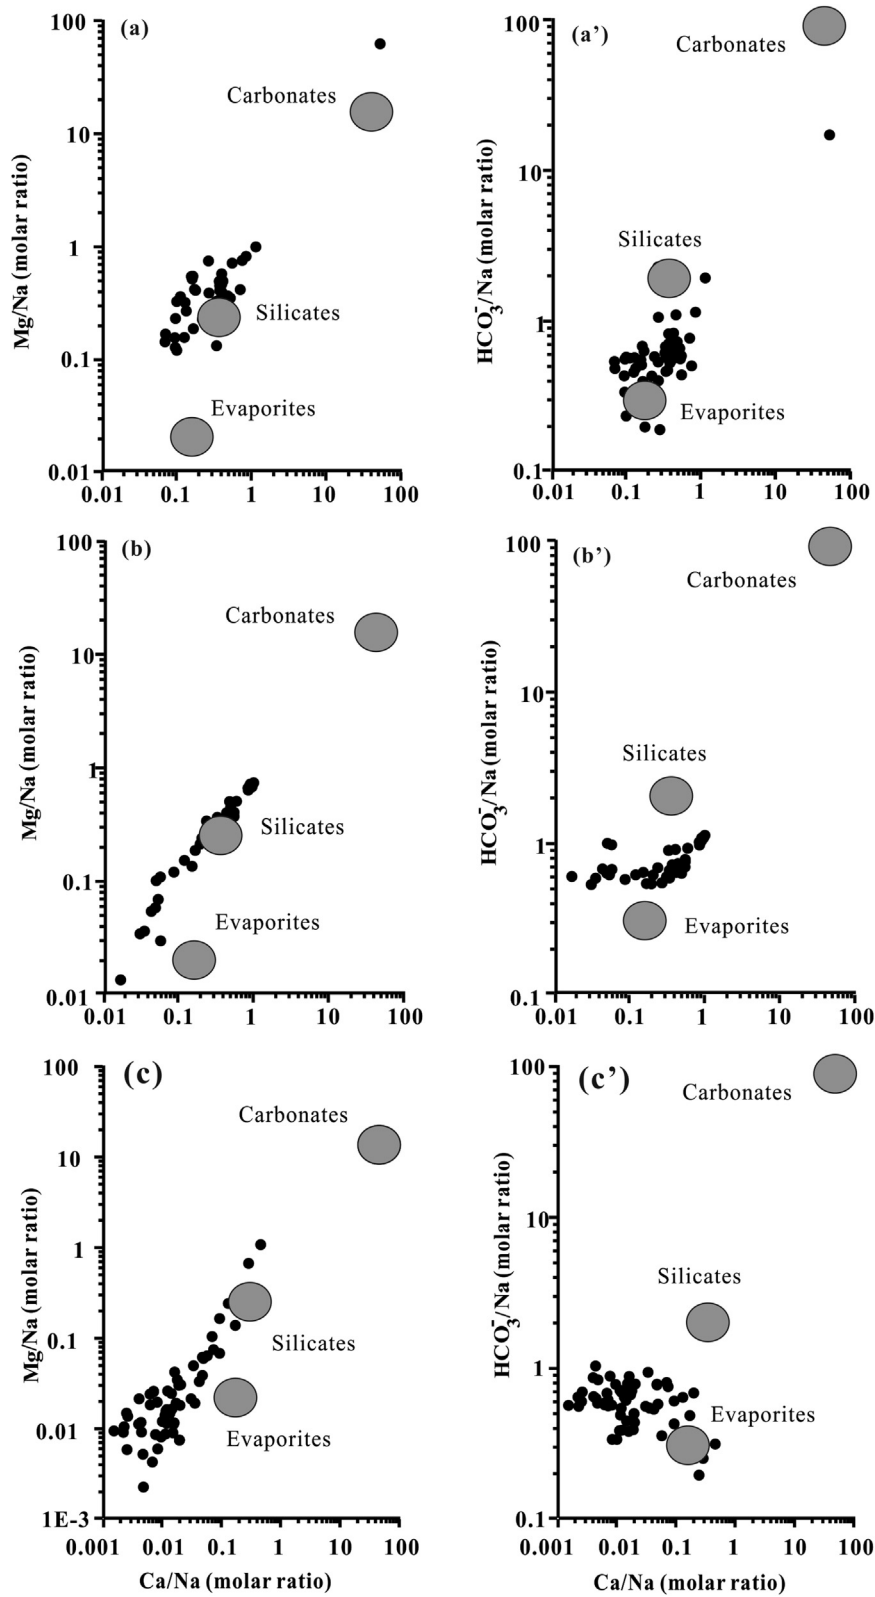 (a)
100
10
1
0.1
0.01
0.01 0.1 1 10 100
Mg/Na (molar ratio)
Carbonates
Silicates
Evaporites
(a')
100
10
1
0.1
0.01 0.1 1 10 100
HCO3-/Na (molar ratio)
Carbonates
Silicates
Evaporites
(b)
100
10
1
0.1
0.01
0.01 0.1 1 10 100
Mg/Na (molar ratio)
Carbonates
Silicates
Evaporites
(b')
100
10
1
0.1
0.01 0.1 1 10 100
HCO3-/Na (molar ratio)
Carbonates
Silicates
Evaporites
(c)
100
10
1
0.1
0.01
1E-3
0.001 0.01 0.1 1 10 100
Mg/Na (molar ratio)
Ca/Na (molar ratio)
Carbonates
Silicates
Evaporites
(c')
100
10
1
0.1
0.001 0.01 0.1 1 10 100
HCO3-/Na (molar ratio)
Ca/Na (molar ratio)
Carbonates
Silicates
Evaporites